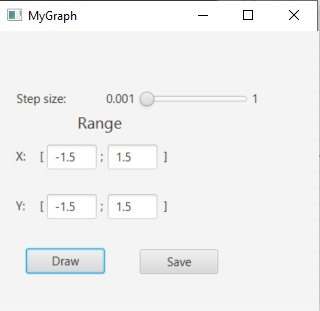 MyGraph
Step size: 0.001 1
Range
X: [ -1.5 ; 1.5 ]
Y: [ -1.5 ; 1.5 ]
Draw Save